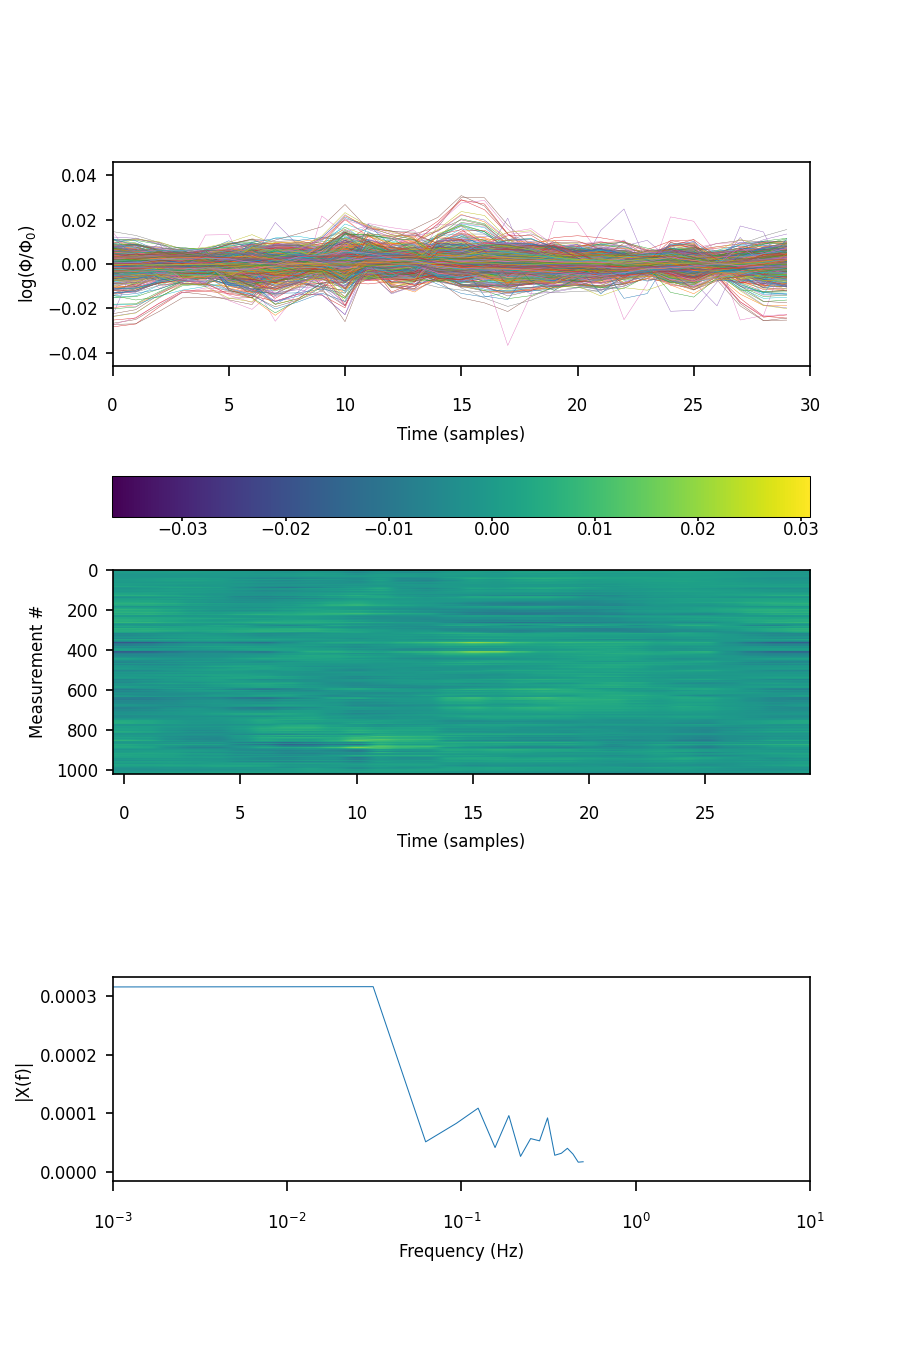 0.04
0.02
0.00
−0.02
−0.04
log(Φ/Φ₀)
0 5 10 15 20 25 30
Time (samples)
−0.03 −0.02 −0.01 0.00 0.01 0.02 0.03
0
200
400
600
800
1000
Measurement #
0 5 10 15 20 25
Time (samples)
0.0003
0.0002
0.0001
0.0000
|X(f)|
10⁻³ 10⁻² 10⁻¹ 10⁰ 10¹
Frequency (Hz)